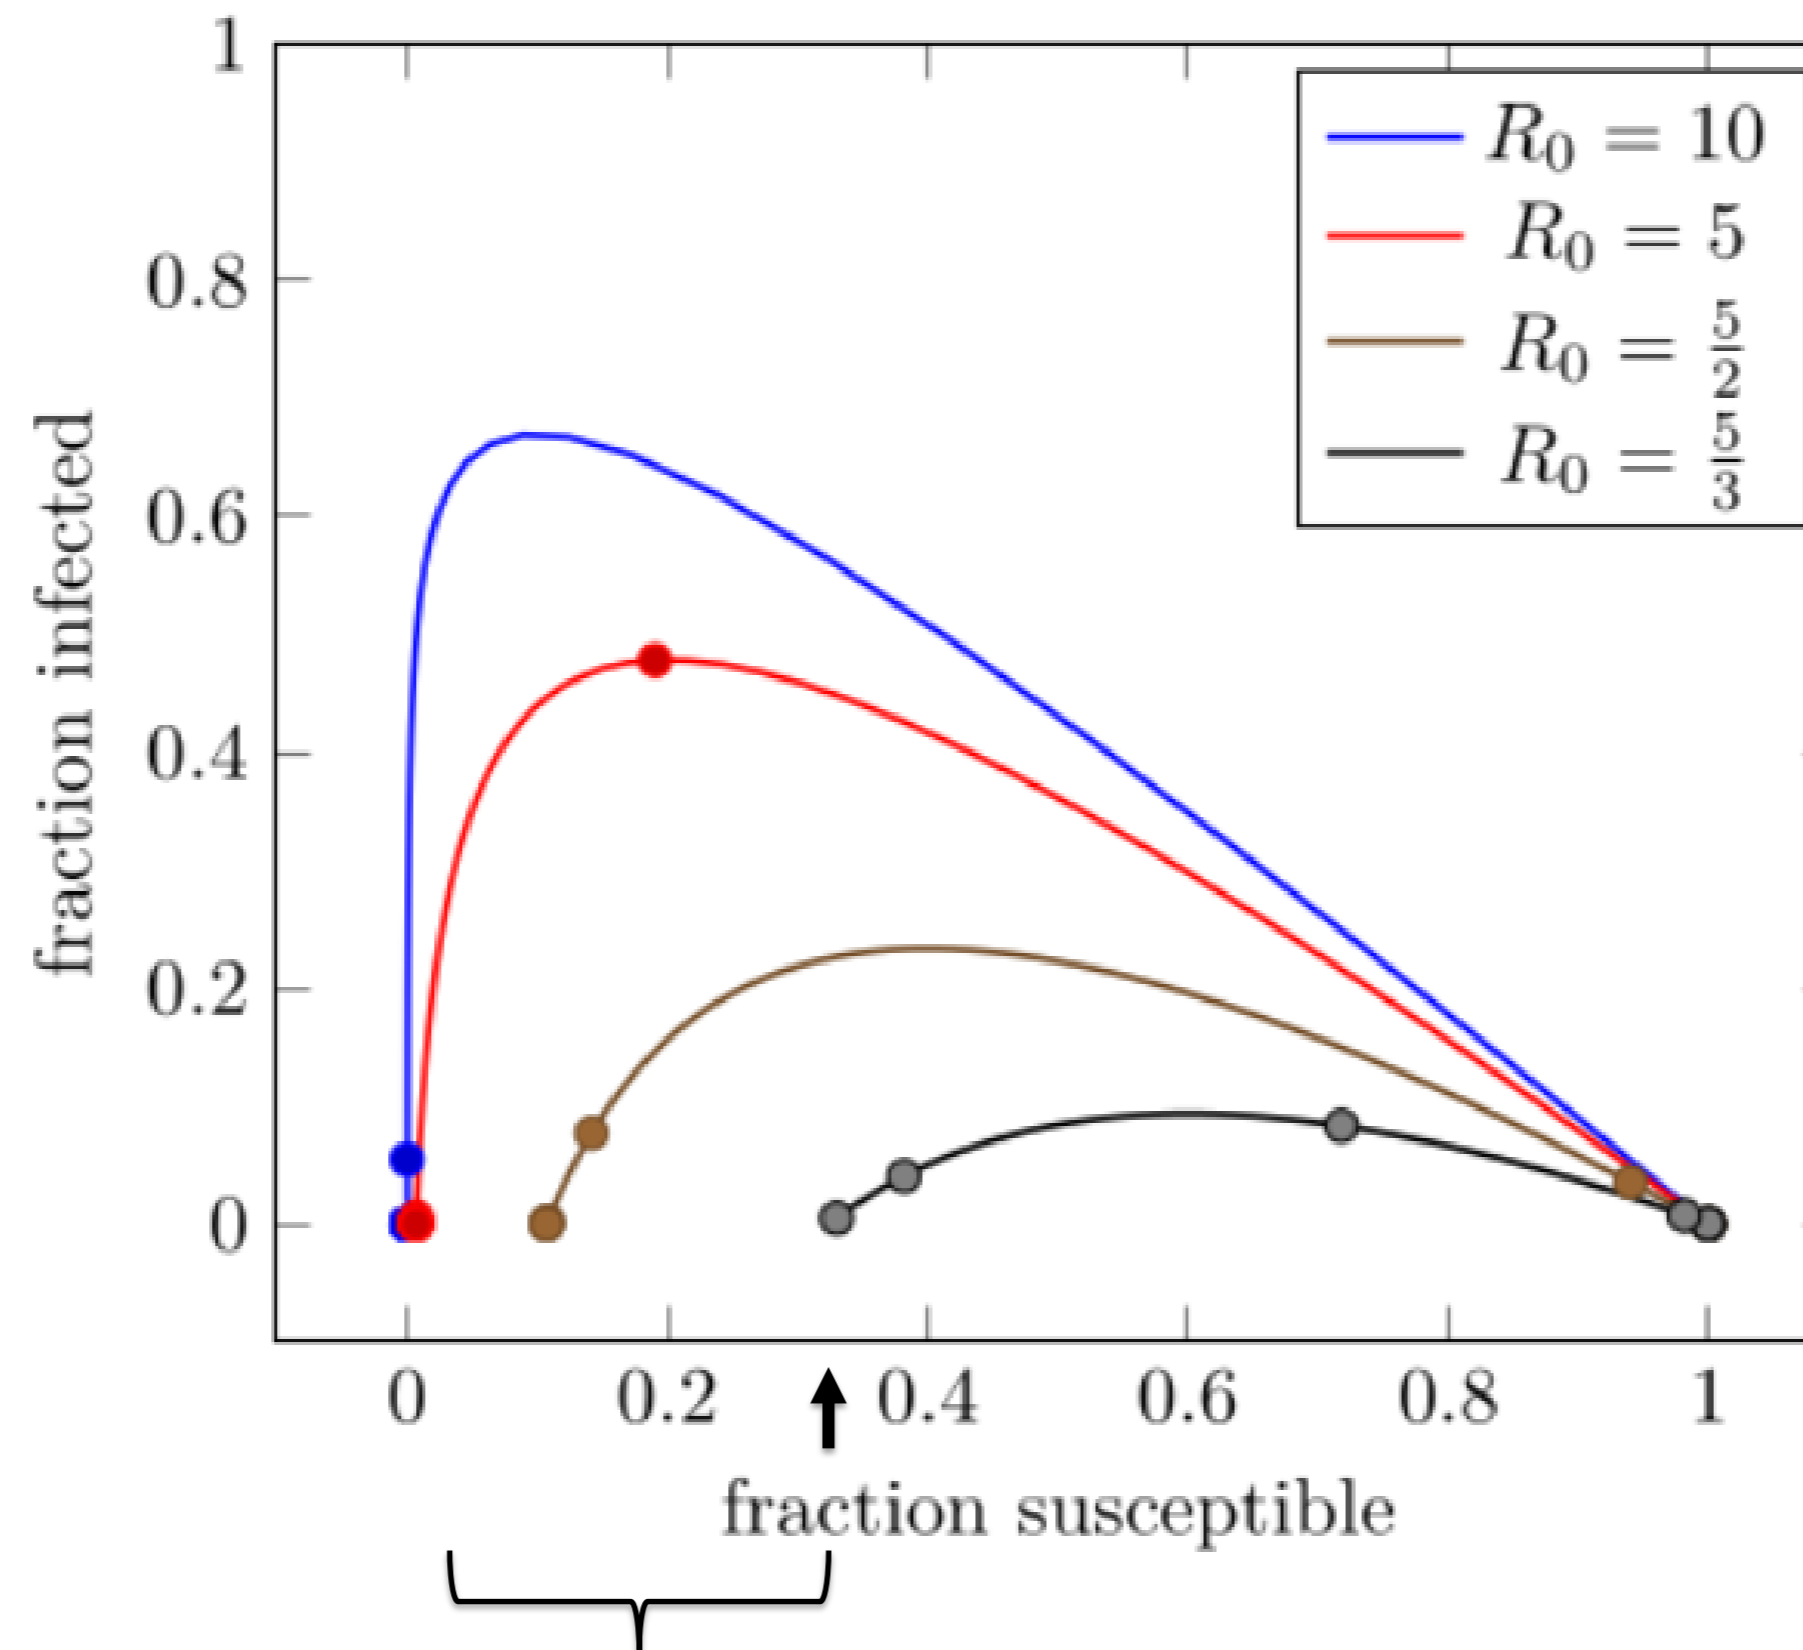 1
0.8
0.6
0.4
0.2
0
fraction infected
R₀ = 10
R₀ = 5
R₀ = 5/2
R₀ = 5/3
0 0.2 0.4 0.6 0.8 1
fraction susceptible